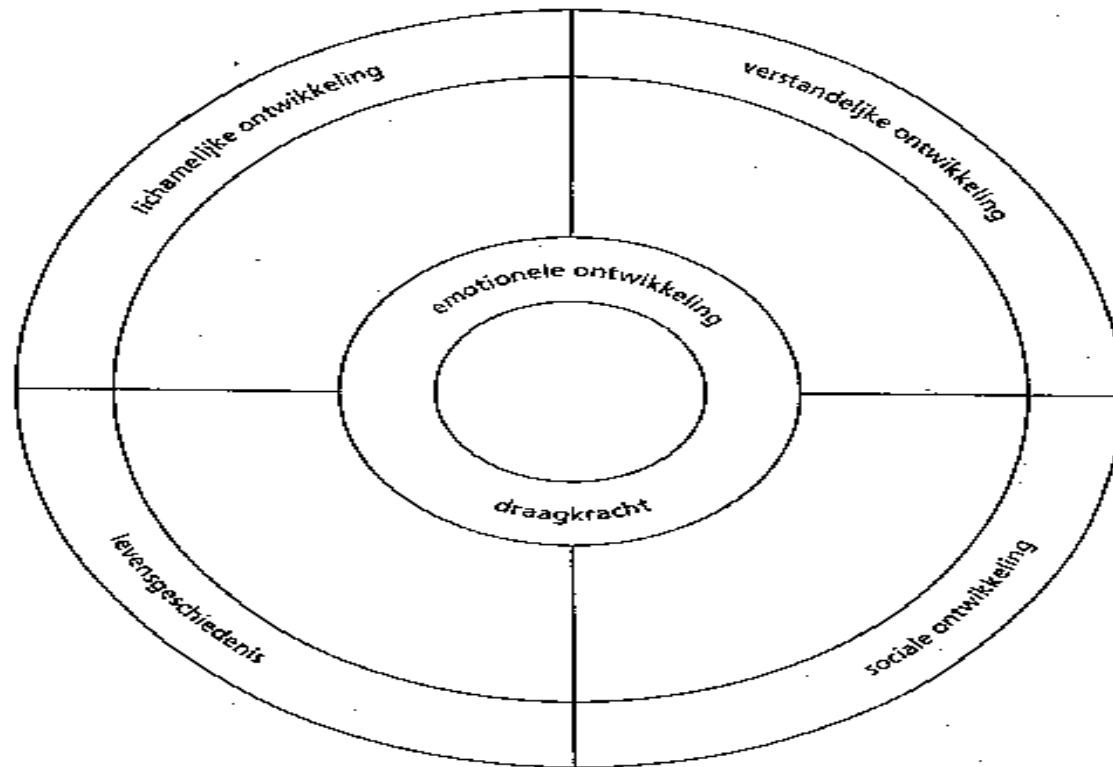 lichamelijke ontwikkeling
verstandelijke ontwikkeling
emotionele ontwikkeling
draagkracht
levensgeschiedenis
sociale ontwikkeling